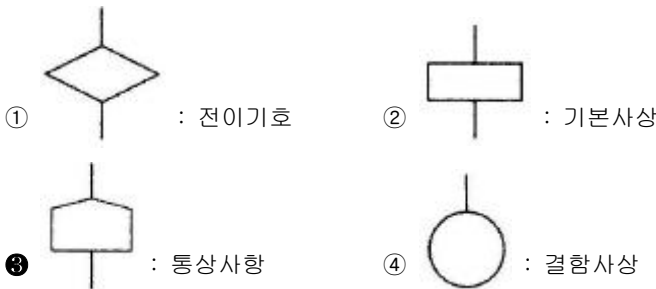 ① : 전이기호 ② : 기본사상
❸ : 통상사항 ④ : 결함사상